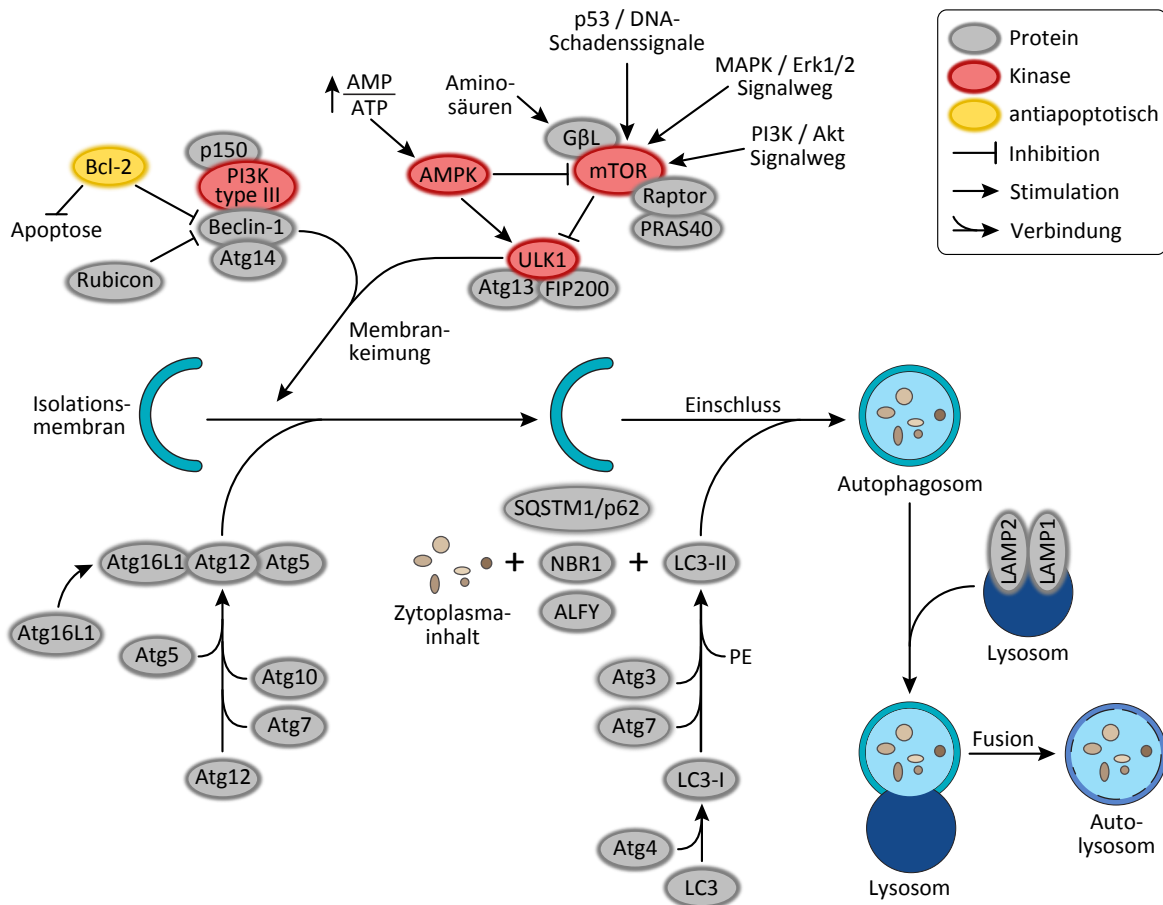 p53 / DNA-
Schadenssignale
MAPK / Erk1/2
Signalweg
PI3K / Akt
Signalweg
Amino-
säuren
AMP
ATP
GβL
mTOR
Raptor
PRAS40
AMPK
ULK1
Atg13
FIP200
p150
PI3K
type III
Beclin-1
Atg14
Bcl-2
Apoptose
Rubicon
Protein
Kinase
antiapoptotisch
Inhibition
Stimulation
Verbindung
Membran-
keimung
Isolations-
membran
Einschluss
Autophagosom
SQSTM1/p62
NBR1
ALFY
+
+
Zytoplasma-
inhalt
LC3-II
Atg16L1
Atg12
Atg5
Atg16L1
Atg5
Atg10
Atg7
Atg12
PE
Atg3
Atg7
LC3-I
Atg4
LC3
LAMP2
LAMP1
Lysosom
Fusion
Lysosom
Auto-
lysosom